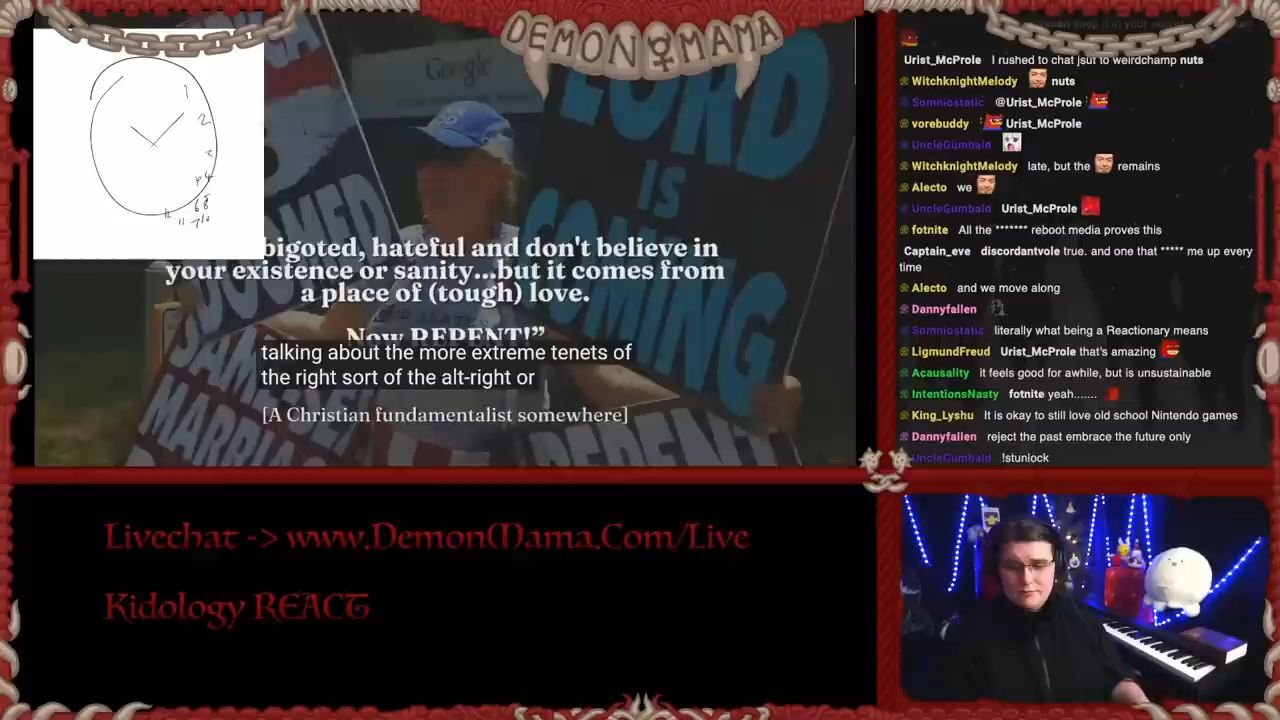 DEMON MAMA
Google
LORD
IS
COMING
bigoted, hateful and don't believe in
your existence or sanity...but it comes from
a place of (tough) love.
Now REPENT!”
talking about the more extreme tenets of
the right sort of the alt-right or
[A Christian fundamentalist somewhere]
Urist_McProle I rushed to chat jsut to weirdchamp nuts
WitchknightMelody nuts
Somniostatic @Urist_McProle
vorebuddy Urist_McProle
UncleGumbald
WitchknightMelody late, but the remains
Alecto we
UncleGumbald Urist_McProle
fotnite All the ******* reboot media proves this
Captain_eve discordantvole true. and one that ***** me up every
time
Alecto and we move along
Dannyfallen
Somniostatic literally what being a Reactionary means
LigmundFreud Urist_McProle that's amazing
Acausality it feels good for awhile, but is unsustainable
IntentionsNasty fotnite yeah.......
King_Lyshu It is okay to still love old school Nintendo games
Dannyfallen reject the past embrace the future only
UncleGumbald !stunlock
Livechat -> www.DemonMama.Com/Live
Kidology REACT